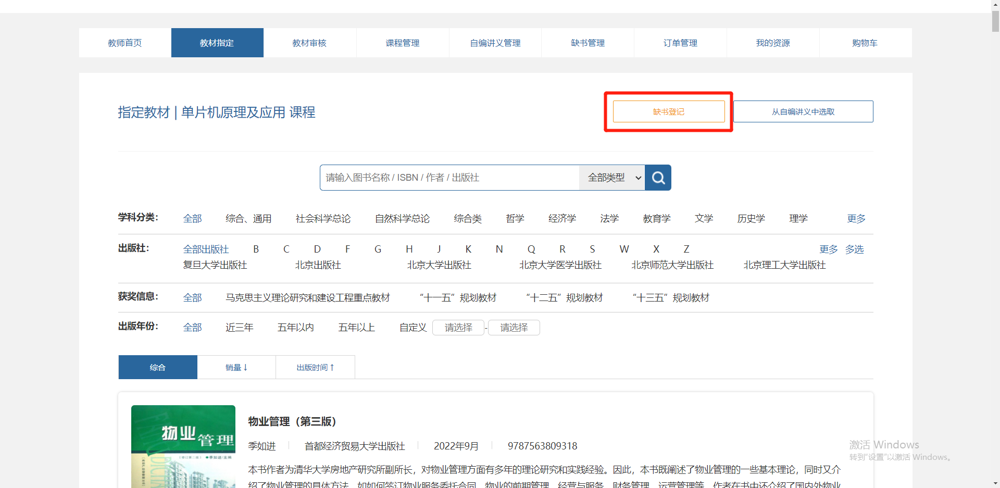 教师首页 教材指定 教材审核 课程管理 自编讲义管理 缺书管理 订单管理 我的资源 购物车
指定教材 | 单片机原理及应用 课程 缺书登记 从自编讲义中选取
请输入图书名称 / ISBN / 作者 / 出版社 全部类型
学科分类： 全部 综合、通用 社会科学总论 自然科学总论 综合类 哲学 经济学 法学 教育学 文学 历史学 理学 更多
出版社： 全部出版社 B C D F G H J K N Q R S W X Z 更多 多选
复旦大学出版社 北京出版社 北京大学出版社 北京大学医学出版社 北京师范大学出版社 北京理工大学出版社
获奖信息： 全部 马克思主义理论研究和建设工程重点教材 “十一五”规划教材 “十二五”规划教材 “十三五”规划教材
出版年份： 全部 近三年 五年以内 五年以上 自定义 请选择 - 请选择
综合 销量↓ 出版时间↑
物业管理
物业管理（第三版）
季如进 首都经济贸易大学出版社 2022年9月 9787563809318
本书作者为清华大学房地产研究所副所长，对物业管理方面有多年的理论研究和实践经验。因此，本书既阐述了物业管理的一些基本理论，同时又介
绍了物业管理的具体方法，如如何签订物业服务委托合同、物业的前期管理、经营与服务、财务管理、运营管理等。作者在书中还介绍了国内外物业
激活 Windows
转到“设置”以激活 Windows。